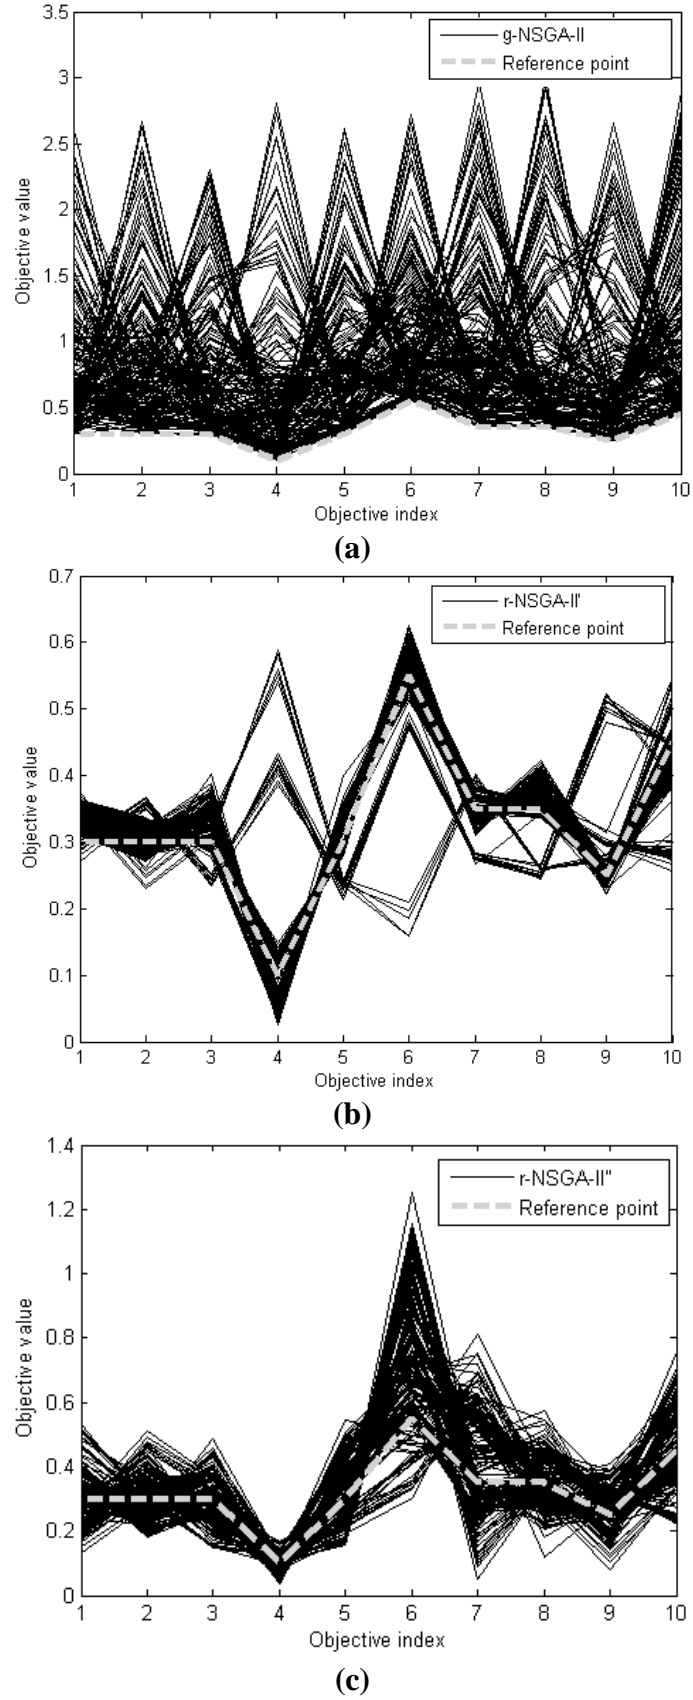 3.5
3
2.5
2
1.5
1
0.5
0
Objective value
g-NSGA-II
Reference point
1 2 3 4 5 6 7 8 9 10
Objective index
(a)
0.7
0.6
0.5
0.4
0.3
0.2
0.1
0
Objective value
r-NSGA-II'
Reference point
1 2 3 4 5 6 7 8 9 10
Objective index
(b)
1.4
1.2
1
0.8
0.6
0.4
0.2
0
Objective value
r-NSGA-II"
Reference point
1 2 3 4 5 6 7 8 9 10
Objective index
(c)